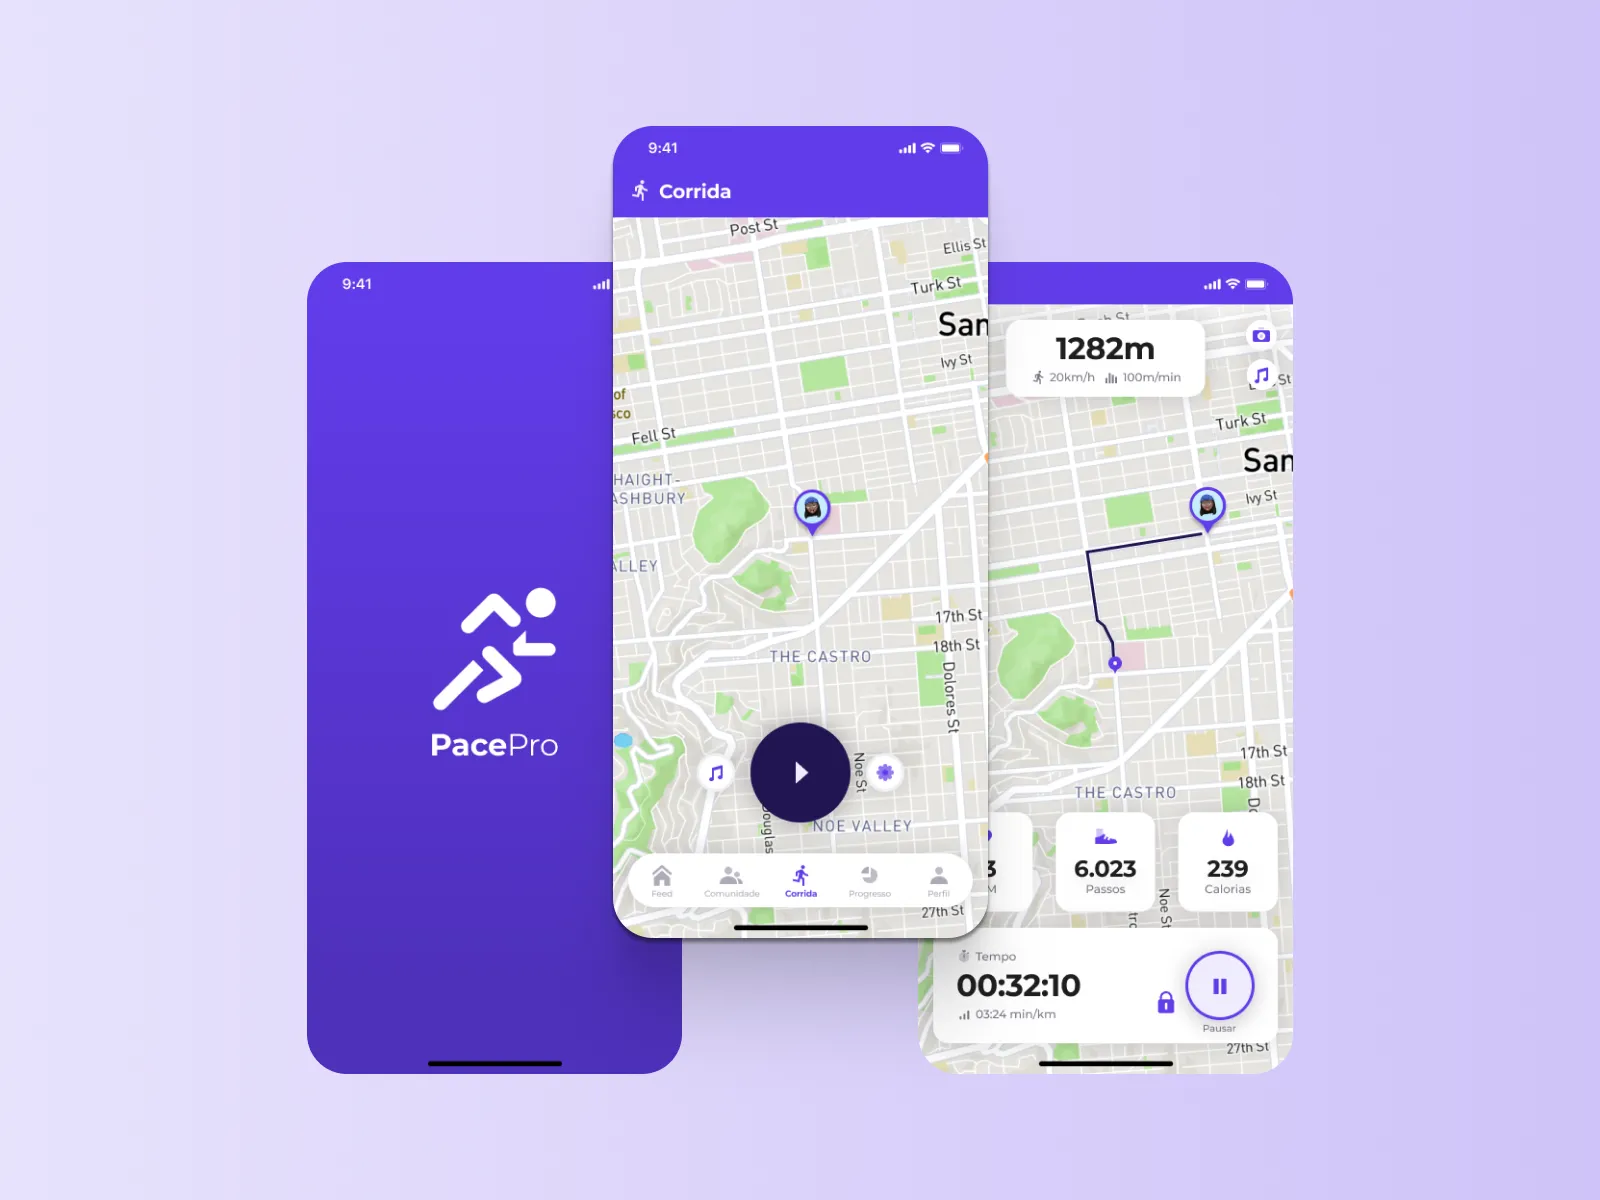 9:41
PacePro
9:41
Corrida
Post St
Ellis St
Turk St
San
Ivy St
of
sco
Fell St
HAIGHT-
ASHBURY
ALLEY
17th St
18th St
THE CASTRO
Dolores St
Noe St
Douglas
NOE VALLEY
Feed
Comunidade
Corrida
Progresso
Perfil
27th St
1282m
20km/h 100m/min
St
Turk St
San
Ivy St
17th St
18th St
THE CASTRO
3
M
6.023
Passos
239
Calorias
Noe St
Tempo
00:32:10
03:24 min/km
Pausar
27th St